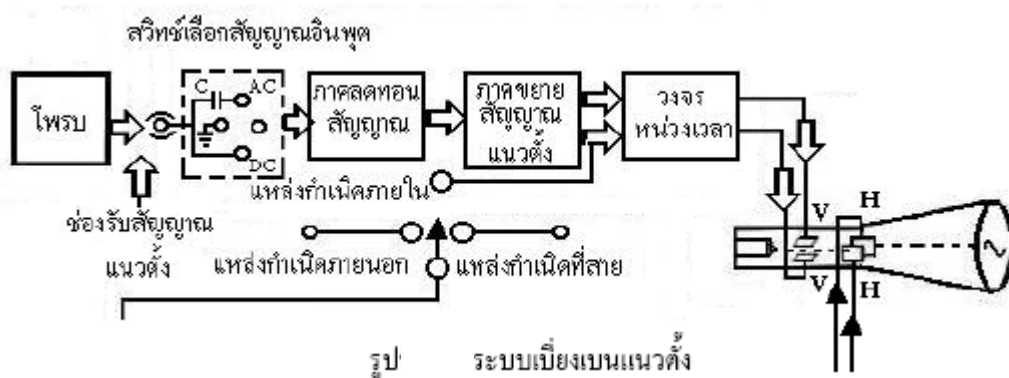 สวิทช์เลือกสัญญาณอินพุต
โพรบ
C
AC
DC
ภาคลดทอน
สัญญาณ
ภาคขยาย
สัญญาณ
แนวตั้ง
วงจร
หน่วงเวลา
แหล่งกำเนิดภายใน
ช่องรับสัญญาณ
แนวตั้ง
แหล่งกำเนิดภายนอก
แหล่งกำเนิดที่สาย
V
H
V
H
รูป ระบบเบี่ยงเบนแนวตั้ง